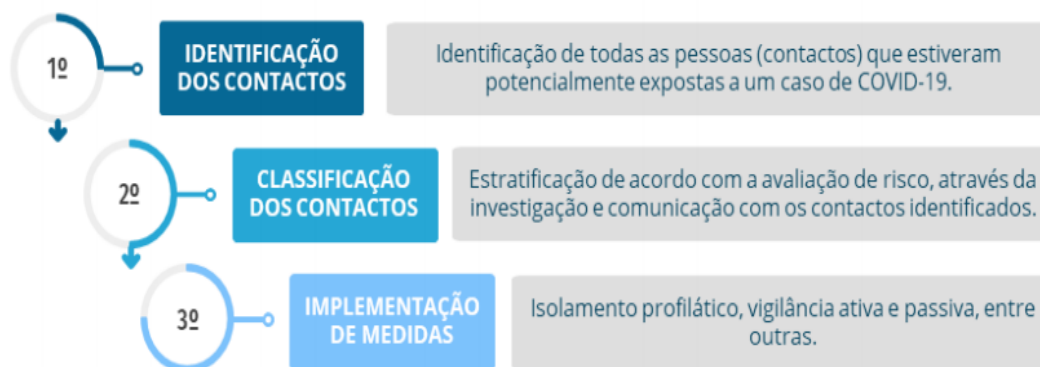 1º
IDENTIFICAÇÃO
DOS CONTACTOS
Identificação de todas as pessoas (contactos) que estiveram
potencialmente expostas a um caso de COVID-19.
2º
CLASSIFICAÇÃO
DOS CONTACTOS
Estratificação de acordo com a avaliação de risco, através da
investigação e comunicação com os contactos identificados.
3º
IMPLEMENTAÇÃO
DE MEDIDAS
Isolamento profilático, vigilância ativa e passiva, entre
outras.